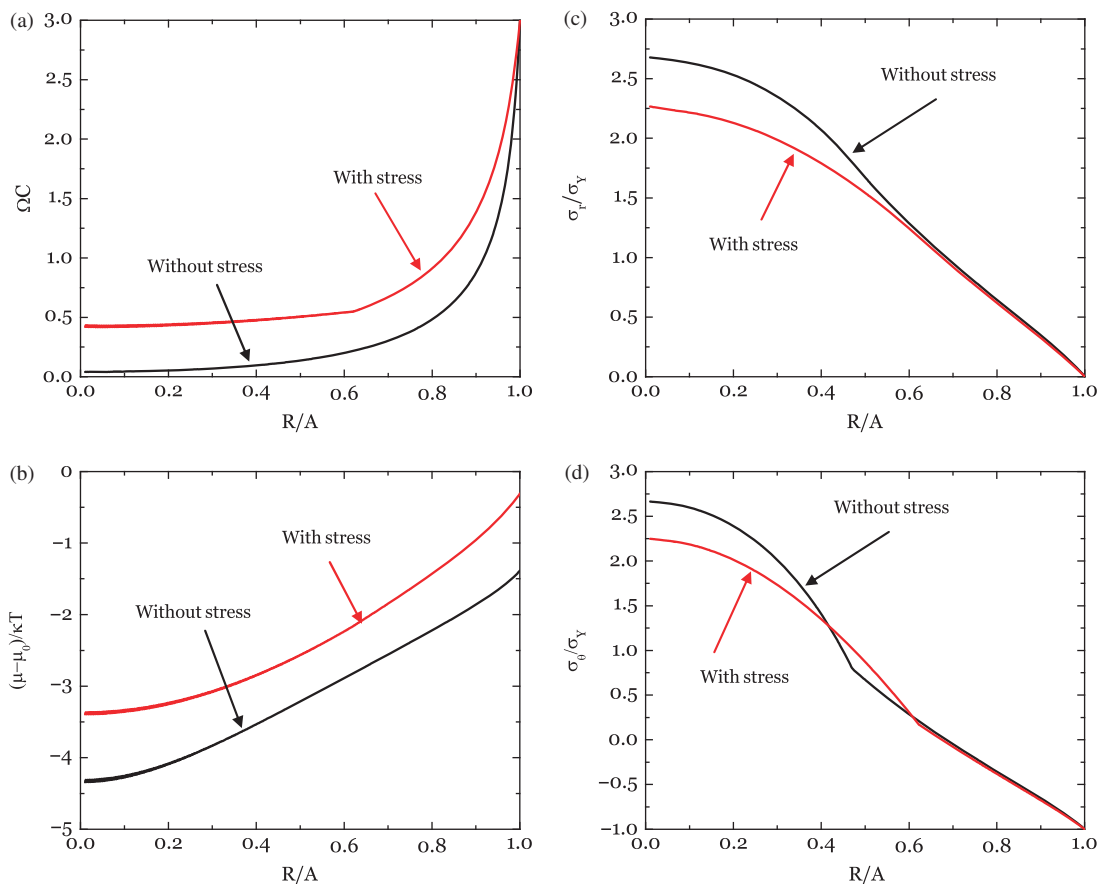 (a)
3.0
2.5
2.0
1.5
1.0
0.5
0.0
ΩC
With stress
Without stress
0.0 0.2 0.4 0.6 0.8 1.0
R/A
(c)
3.0
2.5
2.0
1.5
1.0
0.5
0.0
σr/σY
Without stress
With stress
0.0 0.2 0.4 0.6 0.8 1.0
R/A
(b)
0
−1
−2
−3
−4
−5
(μ−μ0)/κT
With stress
Without stress
0.0 0.2 0.4 0.6 0.8 1.0
R/A
(d)
3.0
2.5
2.0
1.5
1.0
0.5
0.0
−0.5
−1.0
σθ/σY
Without stress
With stress
0.0 0.2 0.4 0.6 0.8 1.0
R/A